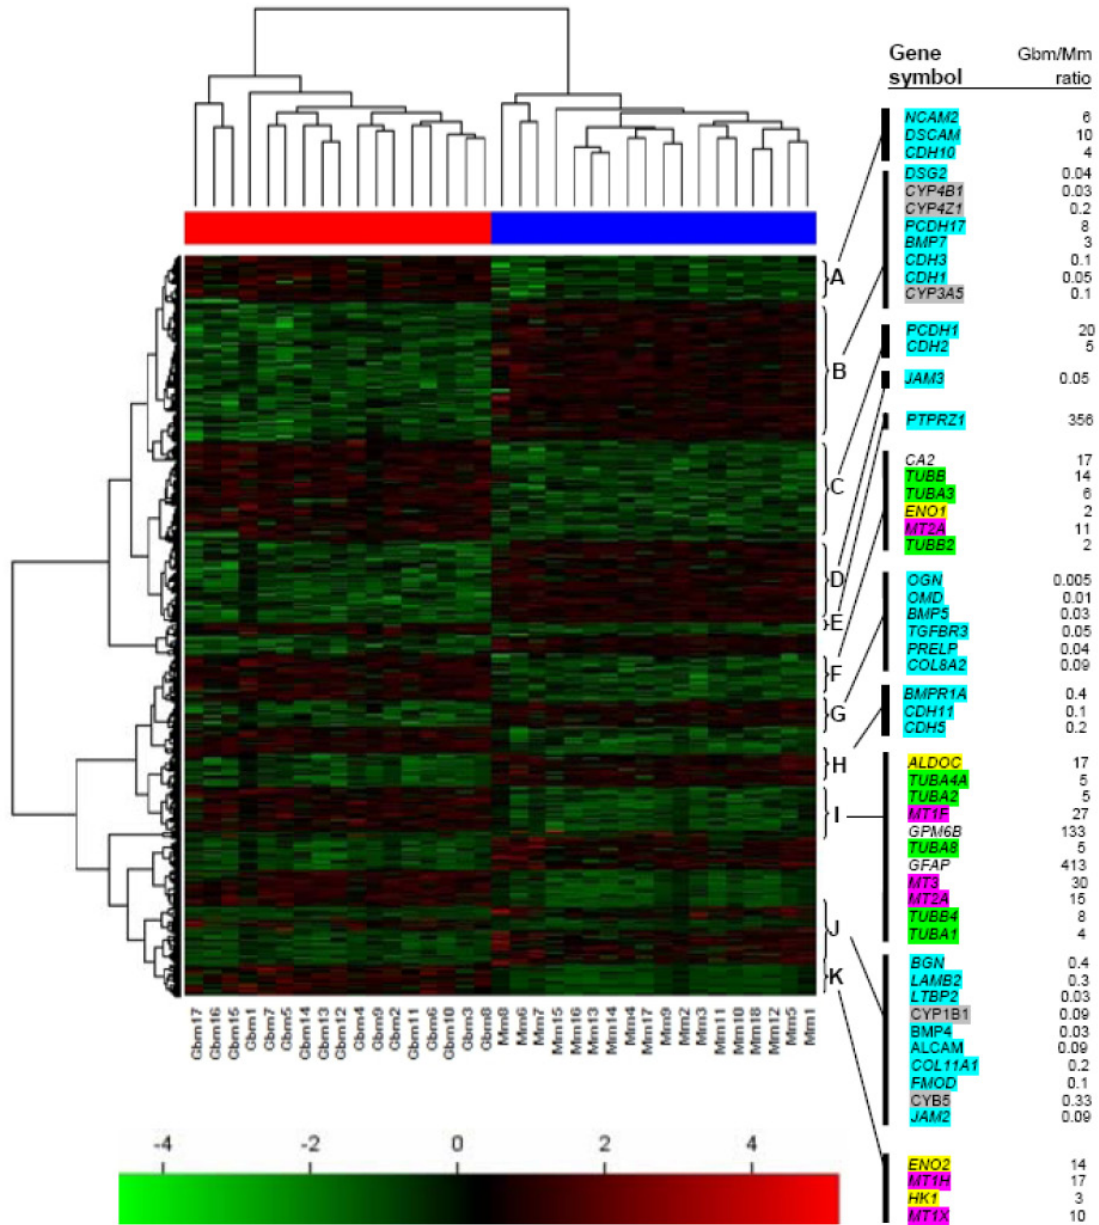 Gene Gbm/Mm
symbol ratio
NCAM2 6
DSCAM 10
CDH10 4
DSG2 0.04
CYP4B1 0.03
CYP4Z1 0.2
PCDH17 8
BMP7 3
CDH3 0.1
CDH1 0.05
CYP3A5 0.1
PCDH1 20
CDH2 5
JAM3 0.05
PTPRZ1 356
CA2 17
TUBB 14
TUBA3 6
ENO1 2
MT2A 11
TUBB2 2
OGN 0.005
OMD 0.01
BMP5 0.03
TGFBR3 0.05
PRELP 0.04
COL8A2 0.09
BMPR1A 0.4
CDH11 0.1
CDH5 0.2
ALDOC 17
TUBA4A 5
TUBA2 5
MT1F 27
GPM6B 133
TUBA8 5
GFAP 413
MT3 30
MT2A 15
TUBB4 8
TUBA1 4
BGN 0.4
LAMB2 0.3
LTBP2 0.03
CYP1B1 0.09
BMP4 0.03
ALCAM 0.09
COL11A1 0.2
FMOD 0.1
CYB5 0.33
JAM2 0.09
ENO2 14
MT1H 17
HK1 3
MT1X 10
A
B
C
D
E
F
G
H
I
J
K
Gbm17 Gbm16 Gbm15 Gbm1 Gbm7 Gbm5 Gbm14 Gbm13 Gbm12 Gbm4 Gbm9 Gbm2 Gbm11 Gbm6 Gbm10 Gbm3 Gbm8 Mm8 Mm6 Mm7 Mm15 Mm16 Mm13 Mm14 Mm4 Mm17 Mm9 Mm2 Mm3 Mm11 Mm10 Mm18 Mm12 Mm5 Mm1
-4 -2 0 2 4